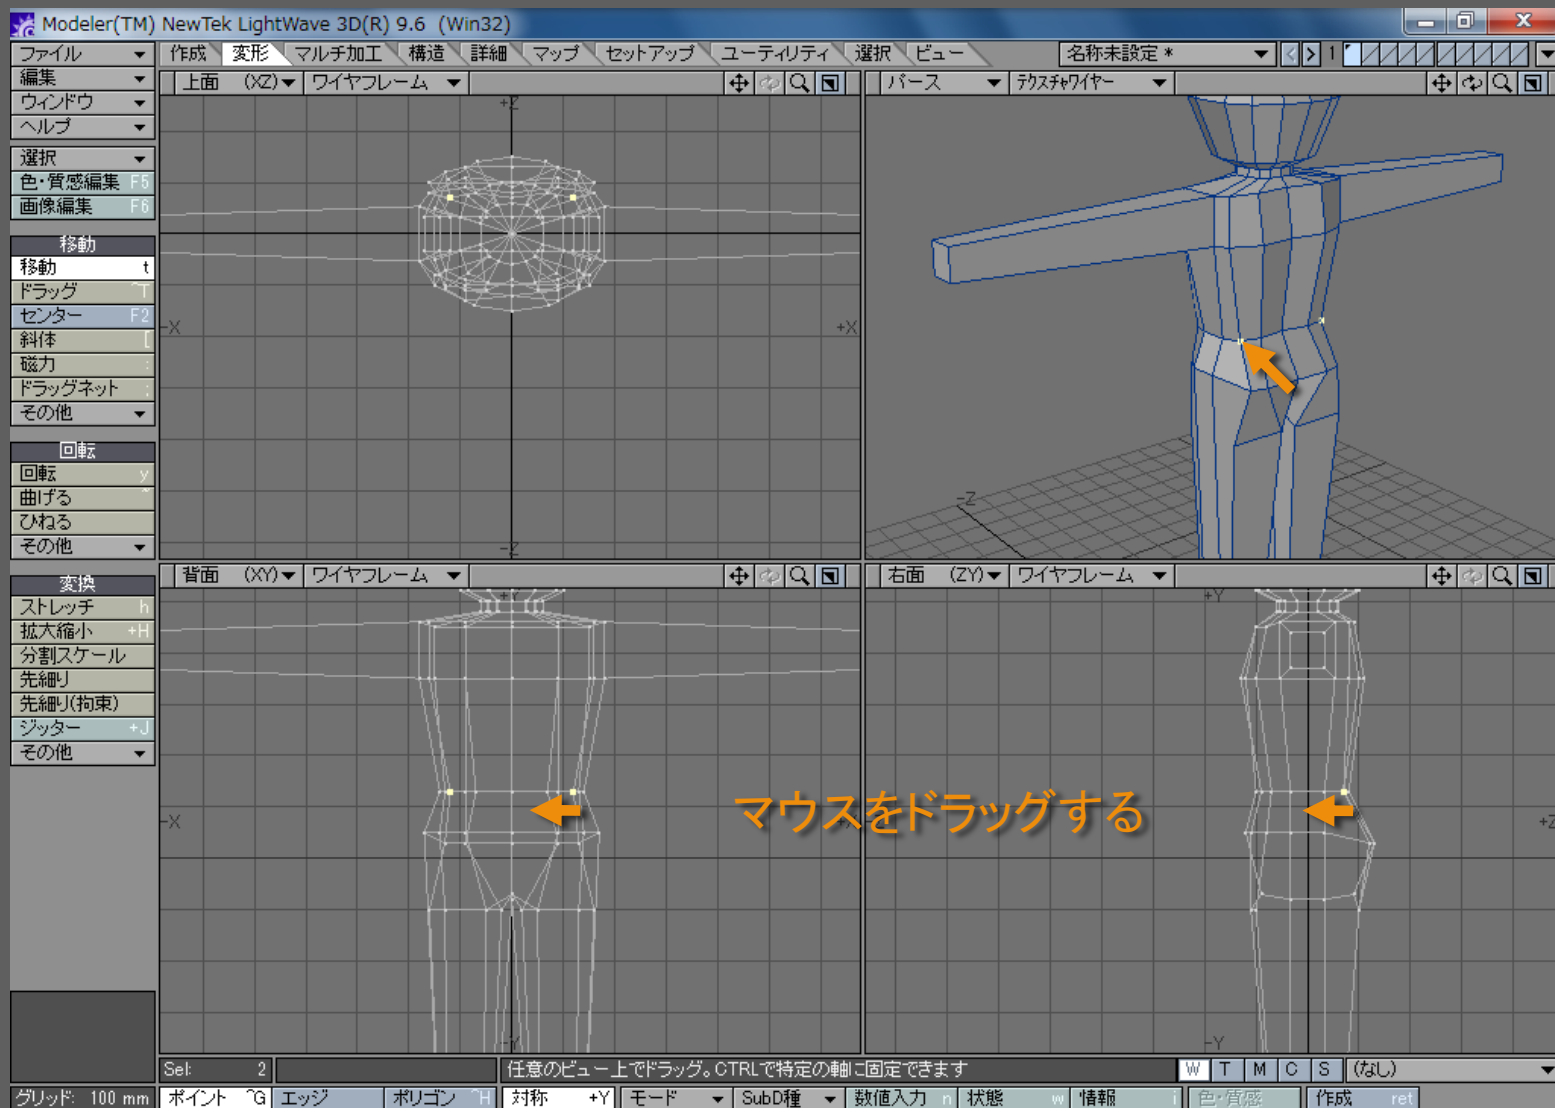 Modeler(TM) NewTek LightWave 3D(R) 9.6 (Win32)
ファイル 作成 変形 マルチ加工 構造 詳細 マップ セットアップ ユーティリティ 選択 ビュー 名称未設定 * < > 1
編集
ウィンドウ
ヘルプ
選択
色・質感編集 F5
画像編集 F6
移動
移動 t
ドラッグ ^T
センター F2
斜体 [
磁力 :
ドラッグネット ;
その他
回転
回転 y
曲げる ~
ひねる
その他
変換
ストレッチ h
拡大縮小 +H
分割スケール
先細り
先細り(拘束)
ジッター +J
その他
上面 (XZ) ワイヤフレーム
+Z
-X
+X
-Z
パース テクスチャワイヤー
-Z
背面 (XY) ワイヤフレーム
+Y
-X
-Y
マウスをドラッグする
右面 (ZY) ワイヤフレーム
+Y
+Z
-Y
Sel: 2 任意のビュー上でドラッグ。CTRLで特定の軸に固定できます W T M C S (なし)
グリッド: 100 mm ポイント ^G エッジ ポリゴン ^H 対称 +Y モード SubD種 数値入力 n 状態 w 情報 i 色・質感 作成 ret